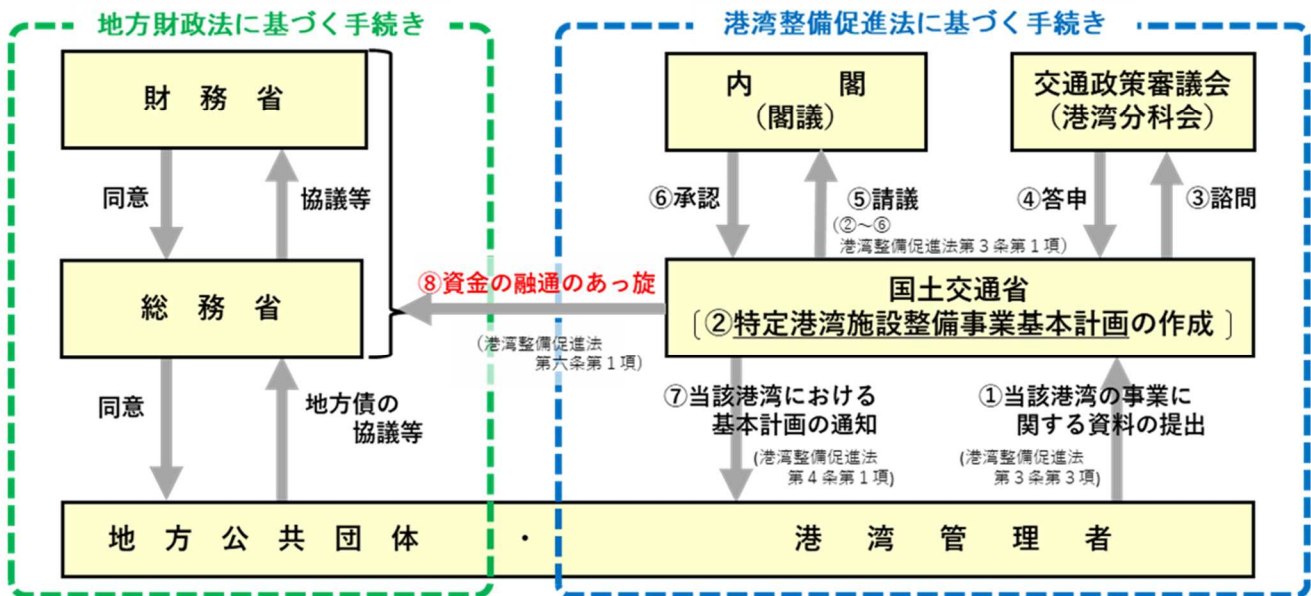 地方財政法に基づく手続き
財務省
同意
協議等
総務省
同意
地方債の
協議等
港湾整備促進法に基づく手続き
内閣
（閣議）
交通政策審議会
（港湾分科会）
⑥承認
⑤請議
（②～⑥
港湾整備促進法第３条第１項）
④答申
③諮問
⑧資金の融通のあっ旋
（港湾整備促進法
第六条第１項）
国土交通省
〔②特定港湾施設整備事業基本計画の作成〕
⑦当該港湾における
基本計画の通知
（港湾整備促進法
第４条第１項）
①当該港湾の事業に
関する資料の提出
（港湾整備促進法
第３条第３項）
地方公共団体・港湾管理者